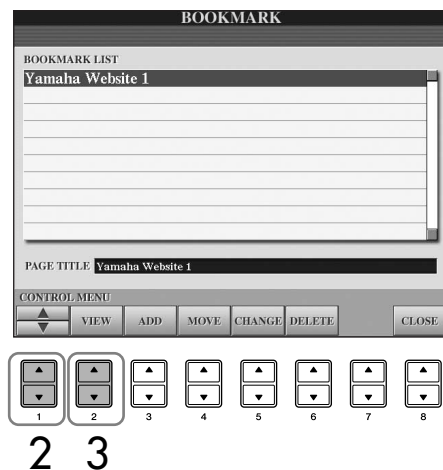 BOOKMARK
BOOKMARK LIST
Yamaha Website 1
PAGE TITLE Yamaha Website 1
CONTROL MENU
VIEW ADD MOVE CHANGE DELETE CLOSE
1 2 3 4 5 6 7 8
2 3